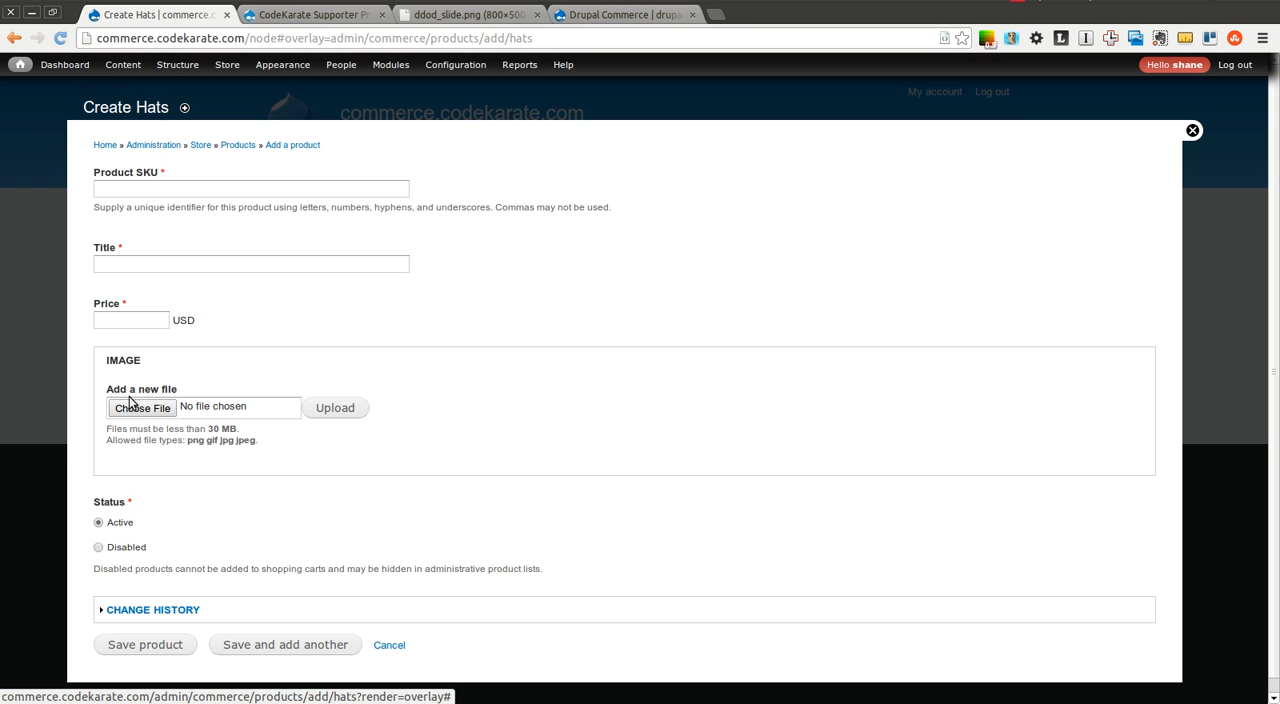 Create Hats | commerce.c
CodeKarate Supporter Pr
ddod_slide.png (800×500
Drupal Commerce | drupa
commerce.codekarate.com/node#overlay=admin/commerce/products/add/hats
Dashboard Content Structure Store Appearance People Modules Configuration Reports Help Hello shane Log out
My account Log out
Create Hats
commerce.codekarate.com
Home » Administration » Store » Products » Add a product
Product SKU *
Supply a unique identifier for this product using letters, numbers, hyphens, and underscores. Commas may not be used.
Title *
Price *
USD
IMAGE
Add a new file
Choose File No file chosen Upload
Files must be less than 30 MB.
Allowed file types: png gif jpg jpeg.
Status *
Active
Disabled
Disabled products cannot be added to shopping carts and may be hidden in administrative product lists.
CHANGE HISTORY
Save product Save and add another Cancel
commerce.codekarate.com/admin/commerce/products/add/hats?render=overlay#